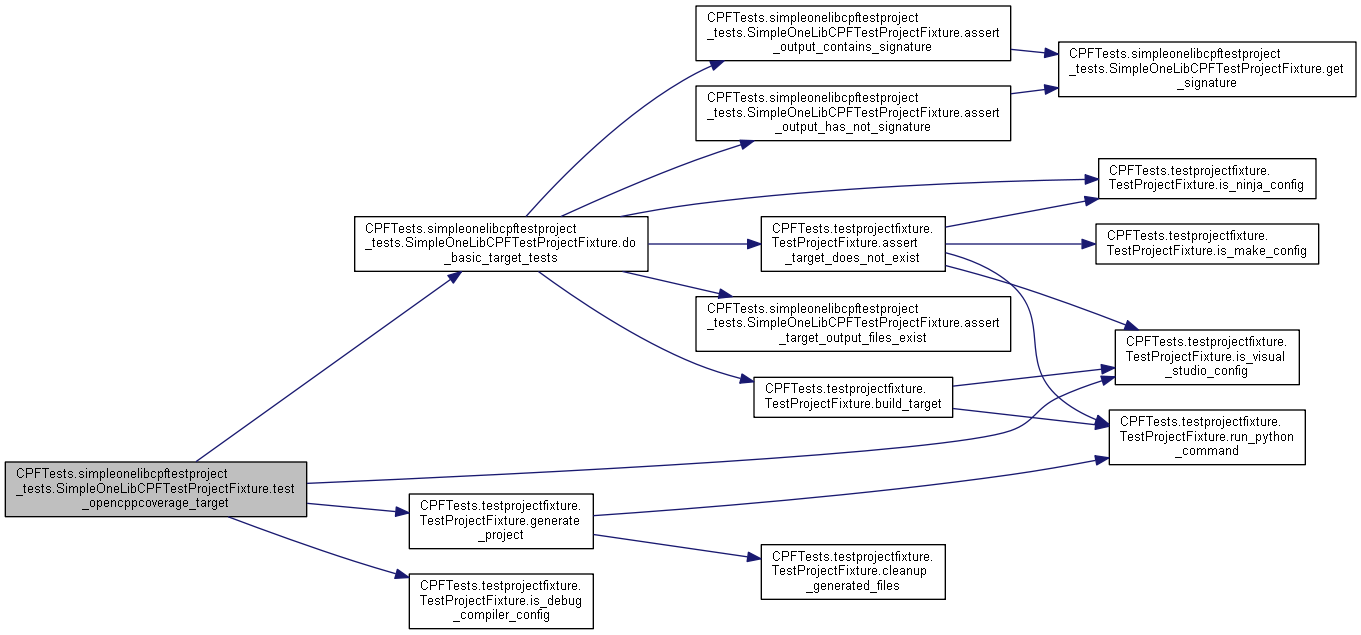 CPFTests.simpleonelibcpftestproject
_tests.SimpleOneLibCPFTestProjectFixture.assert
_output_contains_signature
CPFTests.simpleonelibcpftestproject
_tests.SimpleOneLibCPFTestProjectFixture.get
_signature
CPFTests.simpleonelibcpftestproject
_tests.SimpleOneLibCPFTestProjectFixture.assert
_output_has_not_signature
CPFTests.testprojectfixture.
TestProjectFixture.is_ninja_config
CPFTests.simpleonelibcpftestproject
_tests.SimpleOneLibCPFTestProjectFixture.do
_basic_target_tests
CPFTests.testprojectfixture.
TestProjectFixture.assert
_target_does_not_exist
CPFTests.testprojectfixture.
TestProjectFixture.is_make_config
CPFTests.simpleonelibcpftestproject
_tests.SimpleOneLibCPFTestProjectFixture.assert
_target_output_files_exist
CPFTests.testprojectfixture.
TestProjectFixture.is_visual
_studio_config
CPFTests.testprojectfixture.
TestProjectFixture.build_target
CPFTests.testprojectfixture.
TestProjectFixture.run_python
_command
CPFTests.simpleonelibcpftestproject
_tests.SimpleOneLibCPFTestProjectFixture.test
_opencppcoverage_target
CPFTests.testprojectfixture.
TestProjectFixture.generate
_project
CPFTests.testprojectfixture.
TestProjectFixture.cleanup
_generated_files
CPFTests.testprojectfixture.
TestProjectFixture.is_debug
_compiler_config